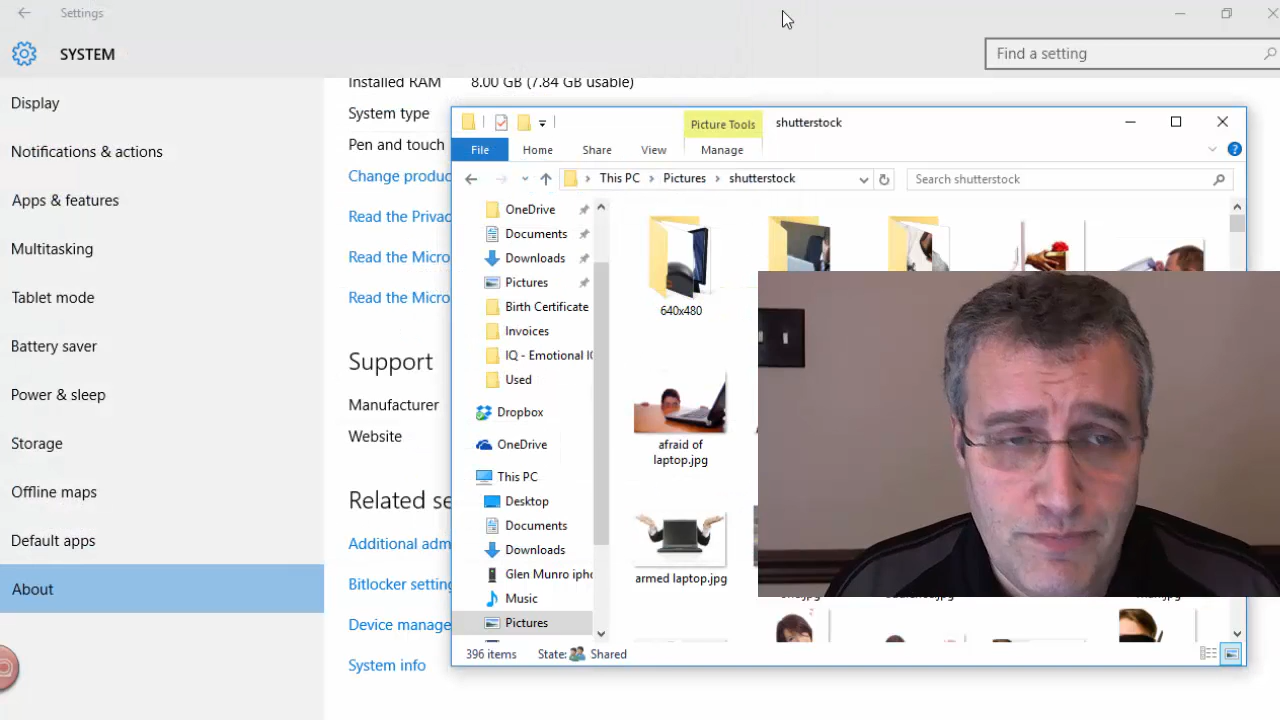 Settings
SYSTEM
Find a setting
Display
Notifications & actions
Apps & features
Multitasking
Tablet mode
Battery saver
Power & sleep
Storage
Offline maps
Default apps
About
Installed RAM 8.00 GB (7.84 GB usable)
System type
Pen and touch
Change produc
Read the Privac
Read the Micro
Read the Micro
Support
Manufacturer
Website
Related se
Additional adm
Bitlocker setting
Device manage
System info
Picture Tools
shutterstock
File
Home
Share
View
Manage
This PC
Pictures
shutterstock
Search shutterstock
OneDrive
Documents
Downloads
Pictures
Birth Certificate
Invoices
IQ - Emotional IQ
Used
Dropbox
OneDrive
This PC
Desktop
Documents
Downloads
Glen Munro ipho
Music
Pictures
640x480
afraid of
laptop.jpg
armed laptop.jpg
396 items
State: Shared